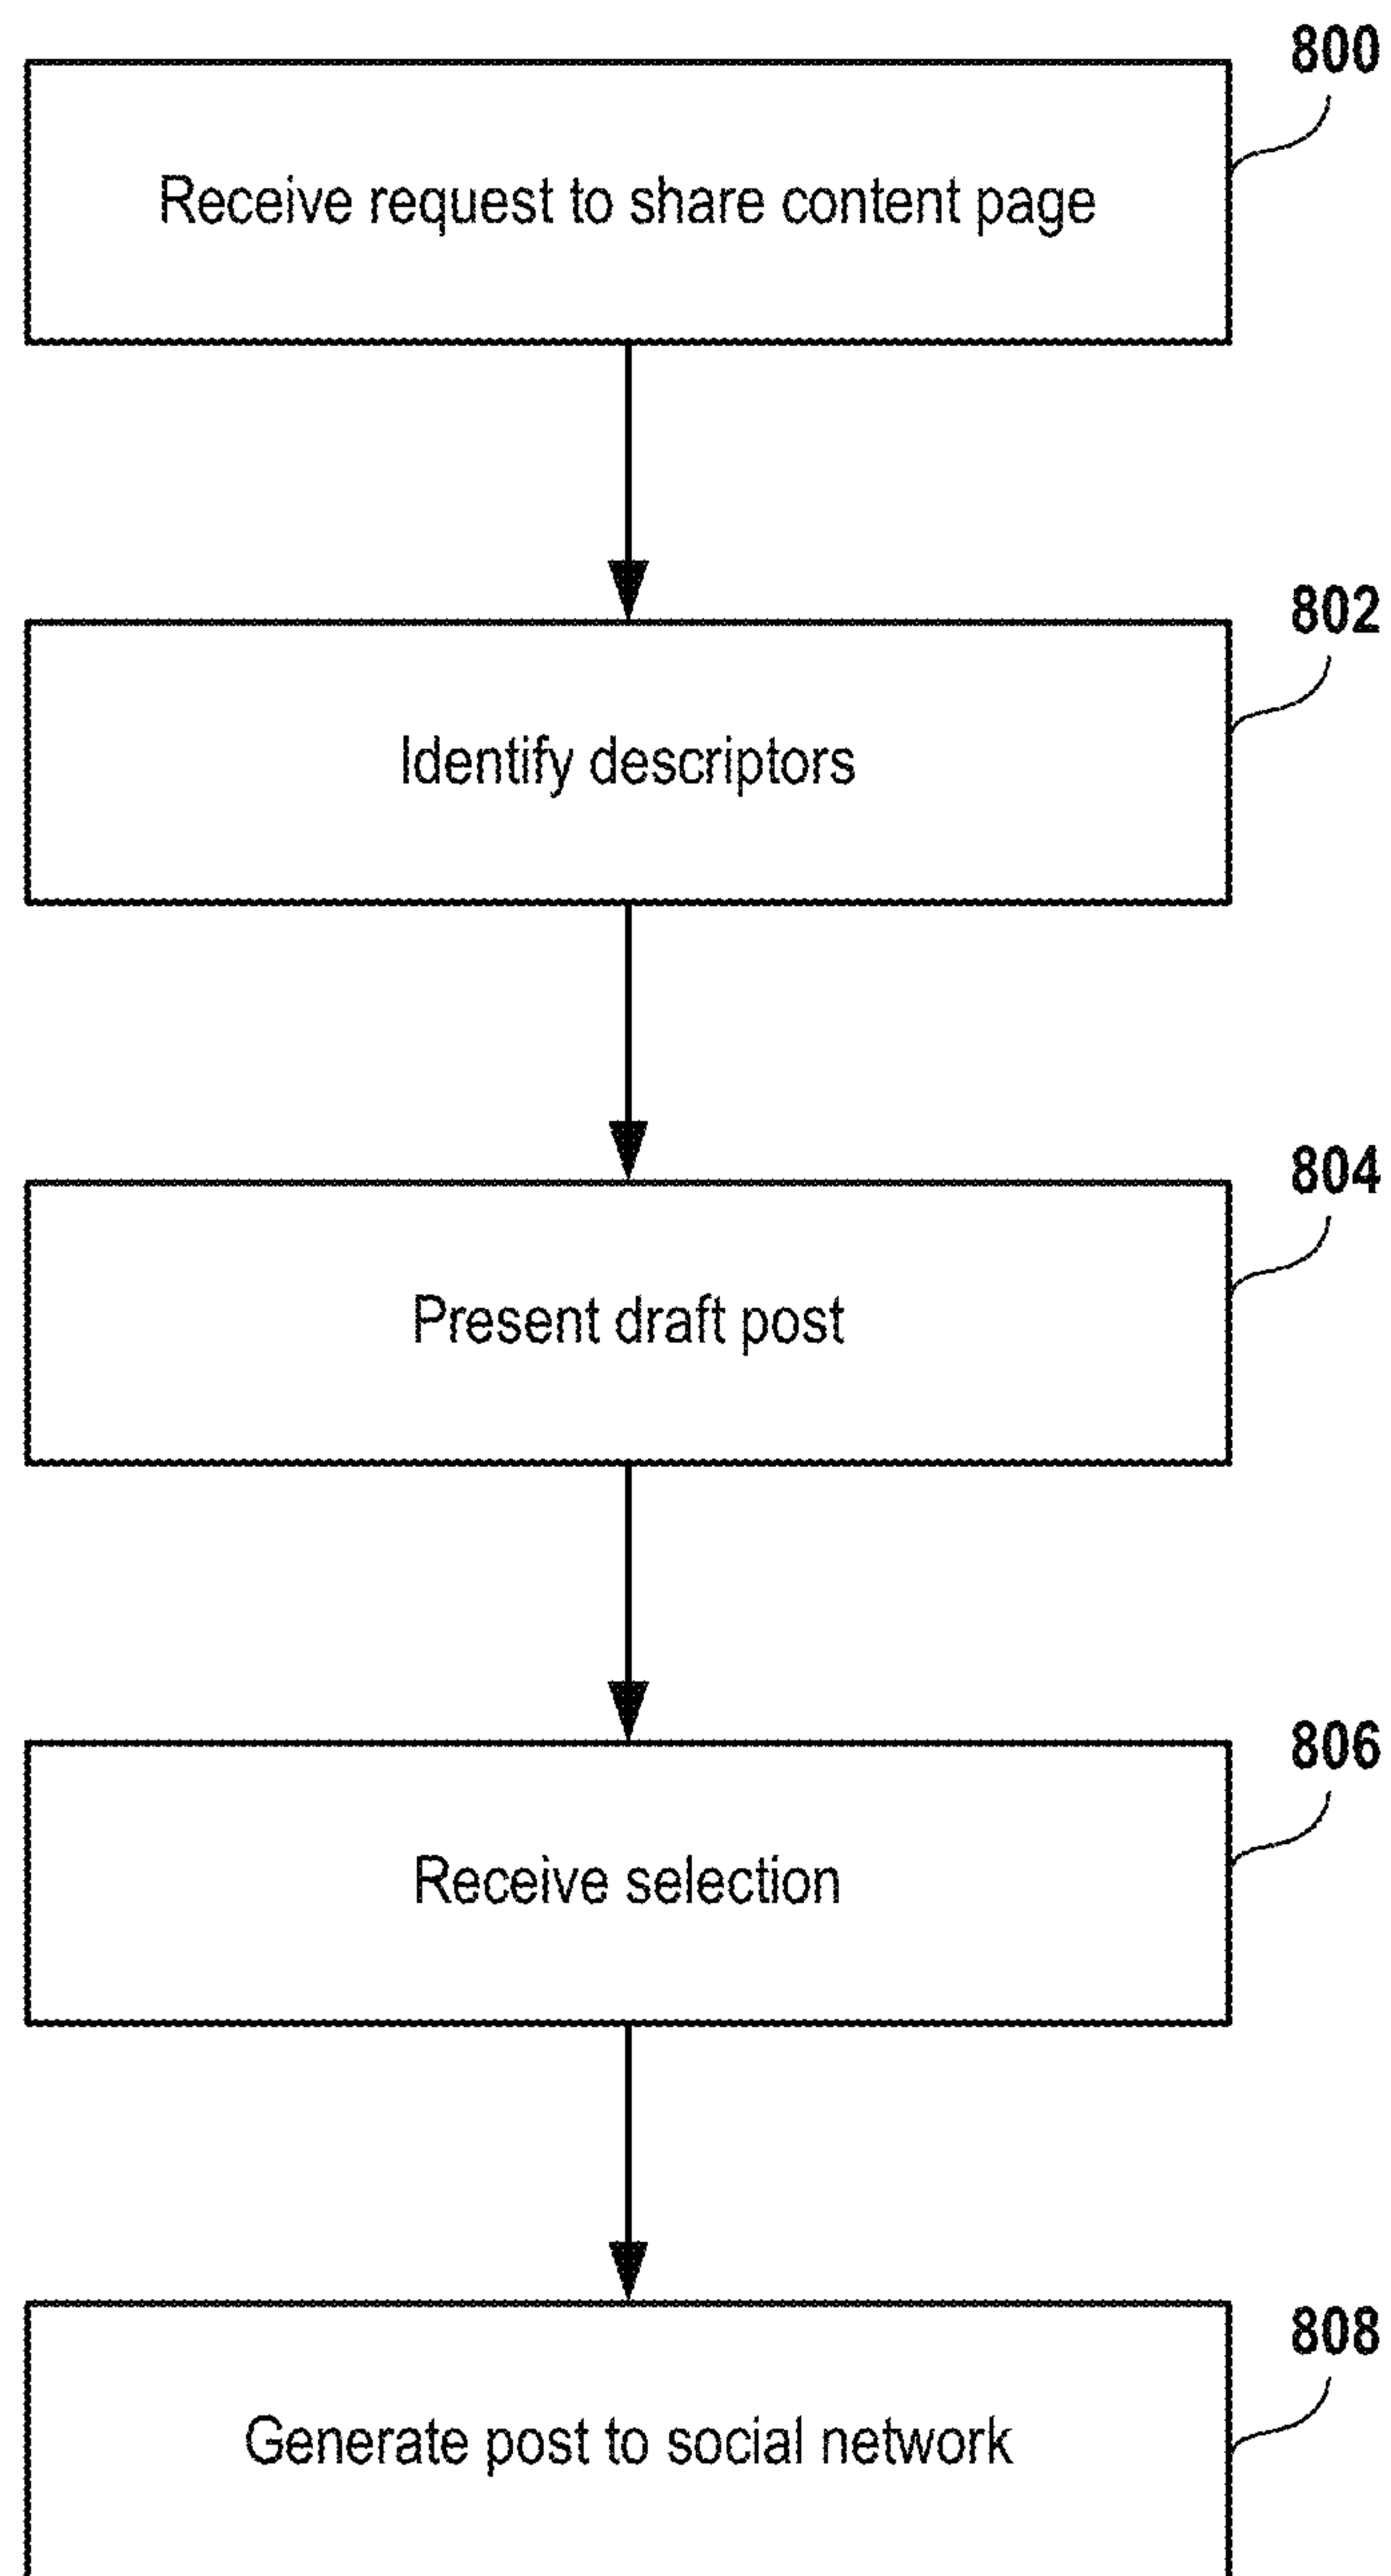 800
Receive request to share content page
802
Identify descriptors
804
Present draft post
806
Receive selection
808
Generate post to social network